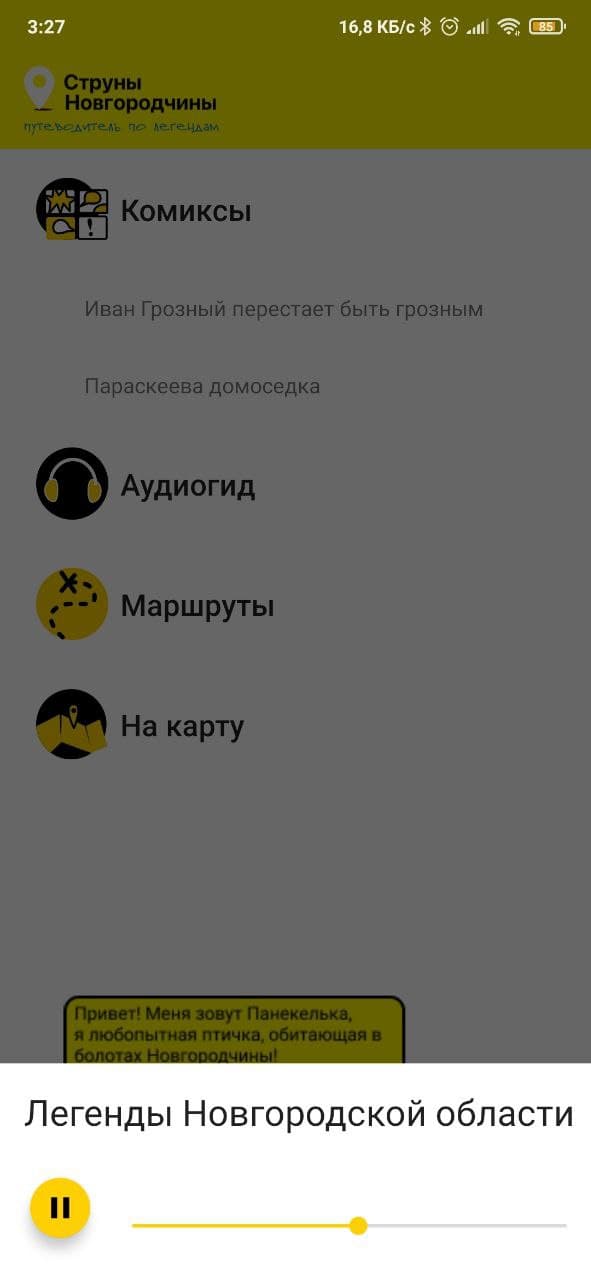 3:27
16,8 КБ/с
85
Струны
Новгородчины
путеводитель по легендам
Комиксы
Иван Грозный перестает быть грозным
Параскеева домоседка
Аудиогид
Маршруты
На карту
Привет! Меня зовут Панекелька,
я любопытная птичка, обитающая в
болотах Новгородчины!
Легенды Новгородской области